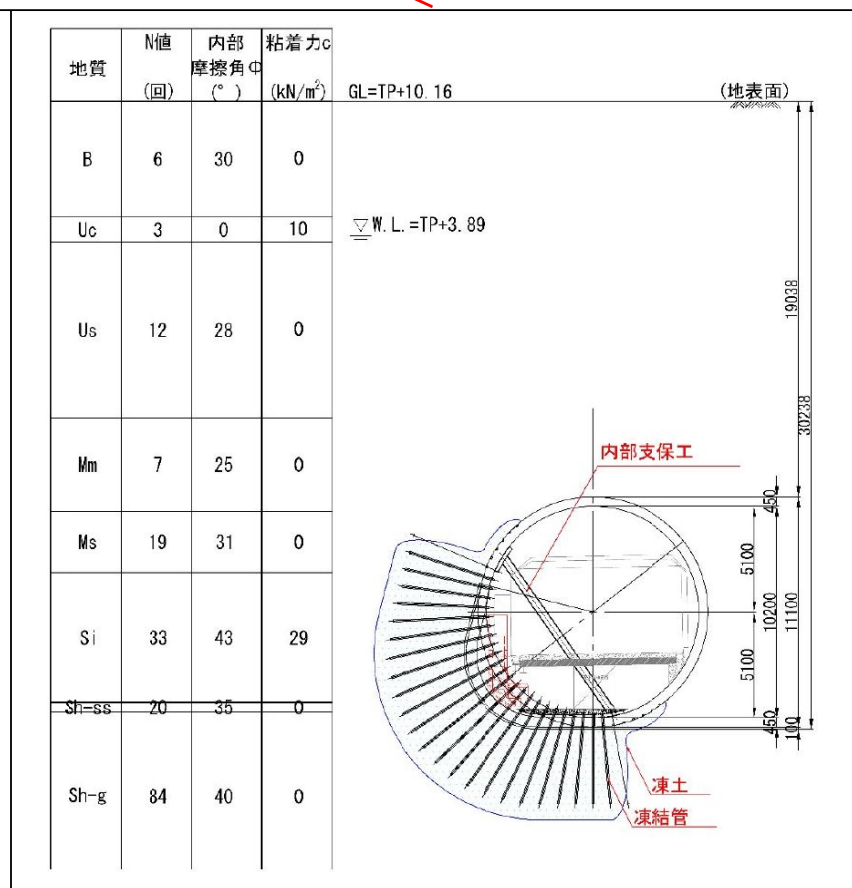 地質 N値 (回) 内部摩擦角Φ (°) 粘着力c (kN/m²)
GL=TP+10.16
(地表面)
B 6 30 0
Uc 3 0 10
W.L.=TP+3.89
Us 12 28 0
Mm 7 25 0
Ms 19 31 0
Si 33 43 29
Sh-ss 20 35 0
Sh-g 84 40 0
19038
30238
内部支保工
450
5100
10200
11100
5100
450
100
凍土
凍結管